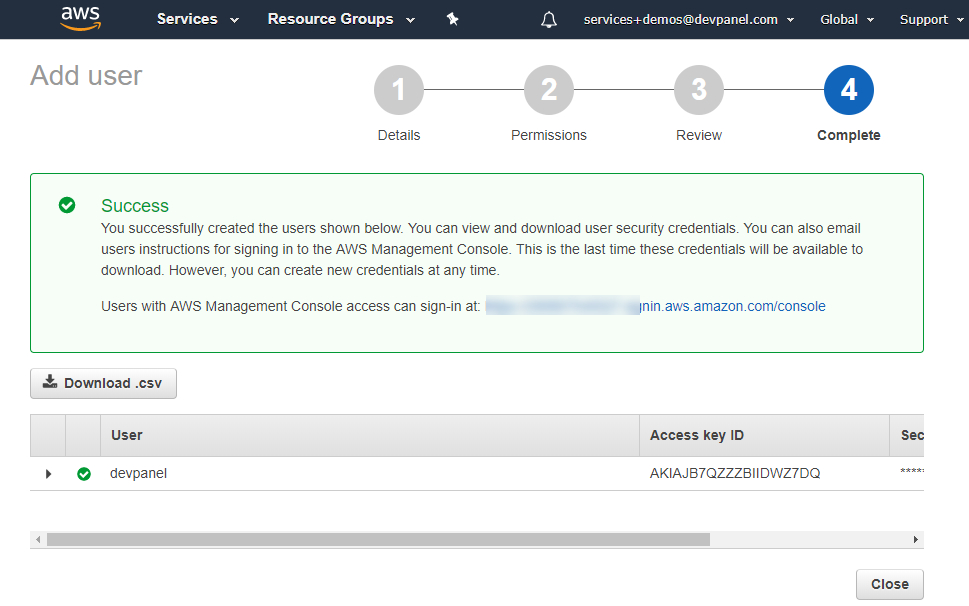 aws Services Resource Groups services+demos@devpanel.com Global Support
Add user
1 2 3 4
Details Permissions Review Complete
Success
You successfully created the users shown below. You can view and download user security credentials. You can also email
users instructions for signing in to the AWS Management Console. This is the last time these credentials will be available to
download. However, you can create new credentials at any time.
Users with AWS Management Console access can sign-in at: nin.aws.amazon.com/console
Download .csv
User Access key ID Sec
devpanel AKIAJB7QZZZBIIDWZ7DQ ****
Close